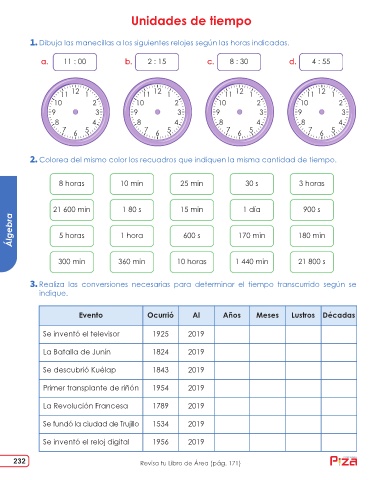 Unidades de tiempo
1. Dibuja las manecillas a los siguientes relojes según las horas indicadas.
a. 11 : 00 b. 2 : 15 c. 8 : 30 d. 4 : 55
12 1 2 3 4 5 6 7 8 9 10 11
12 1 2 3 4 5 6 7 8 9 10 11
12 1 2 3 4 5 6 7 8 9 10 11
12 1 2 3 4 5 6 7 8 9 10 11
2. Colorea del mismo color los recuadros que indiquen la misma cantidad de tiempo.
8 horas 10 min 25 min 30 s 3 horas
21 600 min 1 80 s 15 min 1 día 900 s
5 horas 1 hora 600 s 170 min 180 min
300 min 360 min 10 horas 1 440 min 21 800 s
Álgebra
3. Realiza las conversiones necesarias para determinar el tiempo transcurrido según se
indique.
Evento Ocurrió Al Años Meses Lustros Décadas
Se inventó el televisor 1925 2019
La Batalla de Junín 1824 2019
Se descubrió Kuélap 1843 2019
Primer transplante de riñón 1954 2019
La Revolución Francesa 1789 2019
Se fundó la ciudad de Trujillo 1534 2019
Se inventó el reloj digital 1956 2019
232
Revisa tu Libro de Área (pág. 171)
Piza